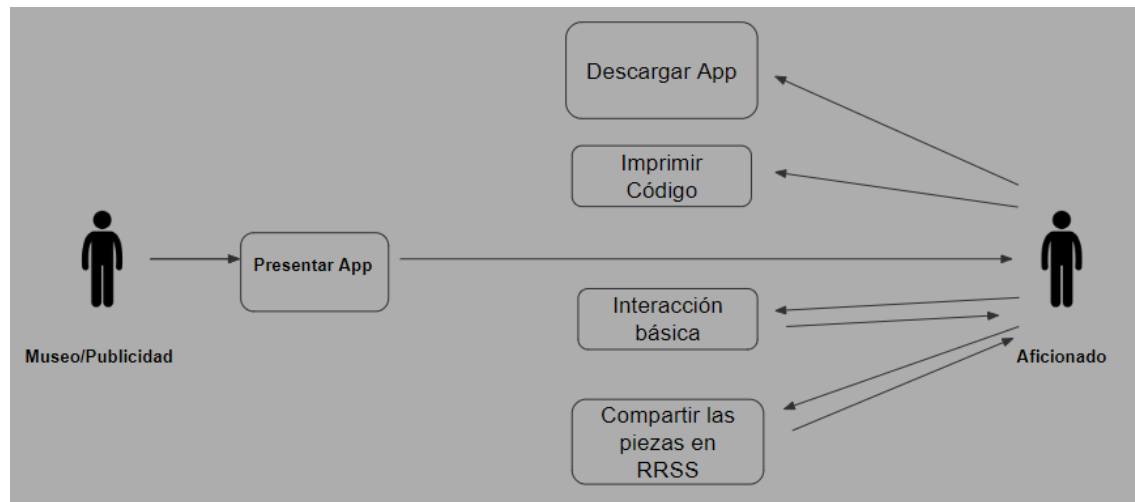 Descargar App
Imprimir
Código
Presentar App
Interacción
básica
Museo/Publicidad
Aficionado
Compartir las
piezas en
RRSS